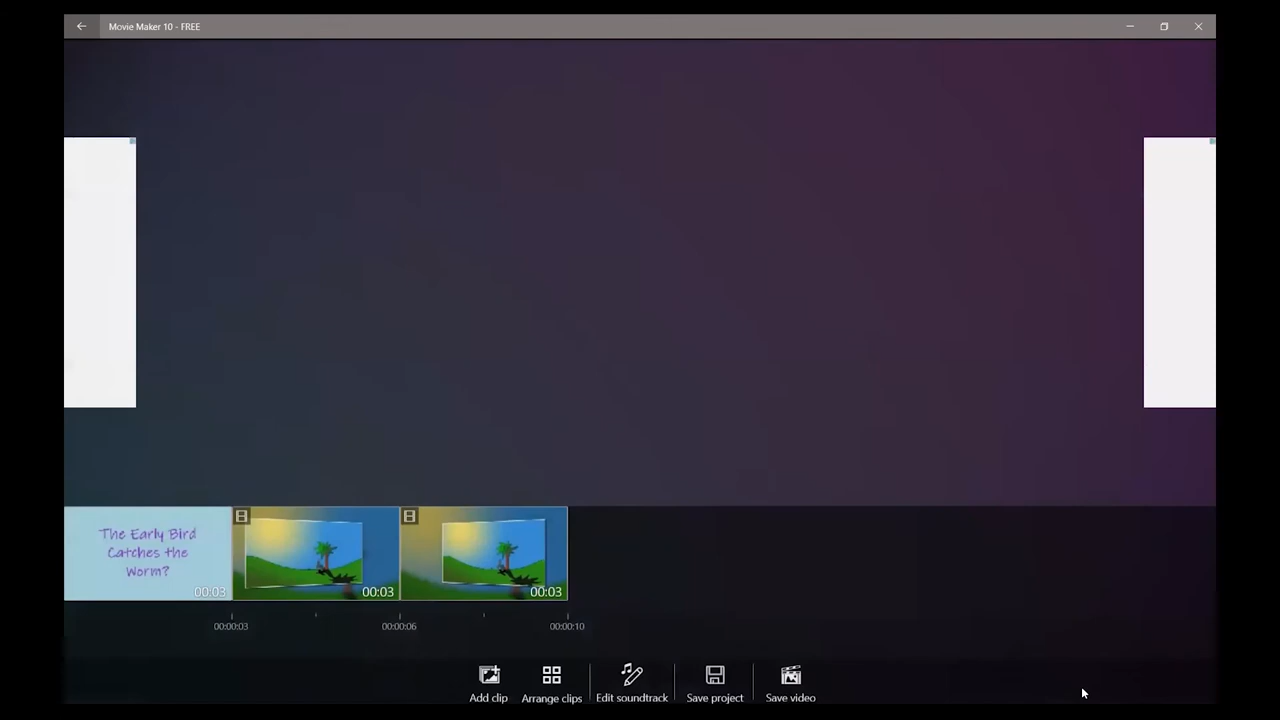 Movie Maker 10 - FREE
The Early Bird
Catches the
Worm?
00:03
00:03
00:03
00:00:03
00:00:06
00:00:10
Add clip
Arrange clips
Edit soundtrack
Save project
Save video